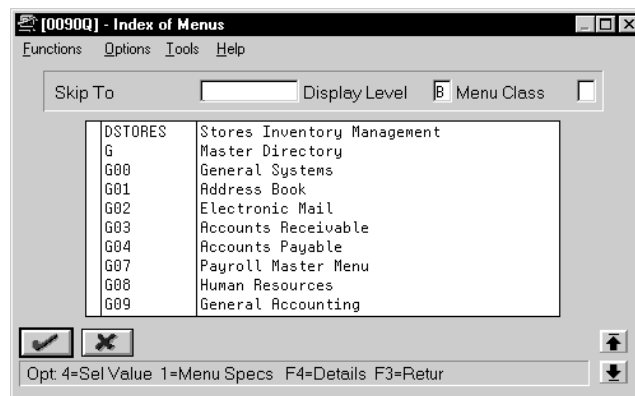 [0090Q] - Index of Menus
Functions Options Tools Help
Skip To Display Level B Menu Class
DSTORES Stores Inventory Management
G Master Directory
G00 General Systems
G01 Address Book
G02 Electronic Mail
G03 Accounts Receivable
G04 Accounts Payable
G07 Payroll Master Menu
G08 Human Resources
G09 General Accounting
Opt: 4=Sel Value 1=Menu Specs F4=Details F3=Retur